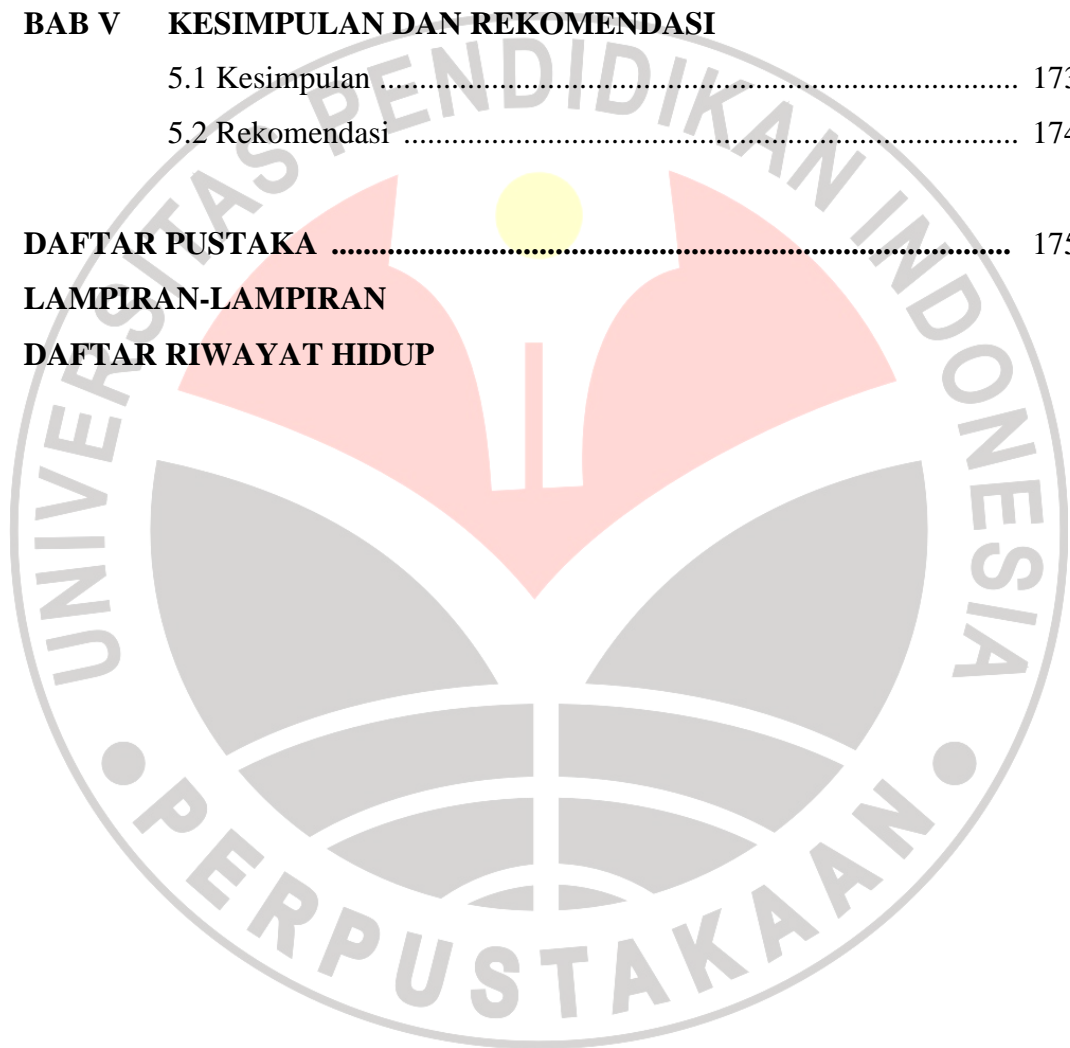 BAB V KESIMPULAN DAN REKOMENDASI
5.1 Kesimpulan ........................................................................... 173
5.2 Rekomendasi ........................................................................ 174
DAFTAR PUSTAKA ................................................................................ 175
LAMPIRAN-LAMPIRAN
DAFTAR RIWAYAT HIDUP
UNIVERSITAS PENDIDIKAN INDONESIA
PERPUSTAKAAN